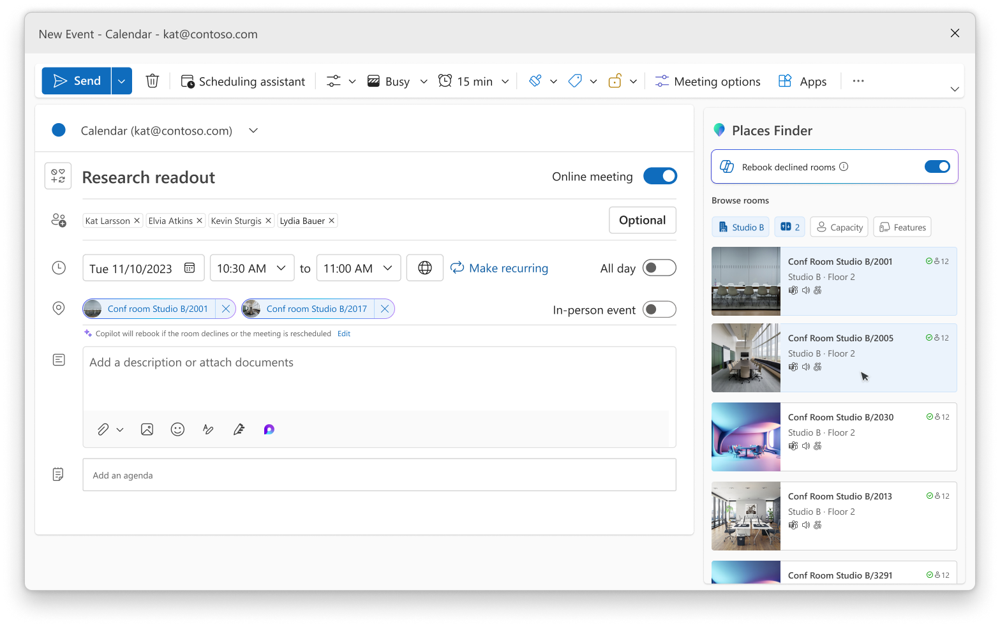 New Event - Calendar - kat@contoso.com
Send
Scheduling assistant
Busy
15 min
Meeting options
Apps
Calendar (kat@contoso.com)
Research readout
Online meeting
Kat Larsson
Elvia Atkins
Kevin Sturgis
Lydia Bauer
Optional
Tue 11/10/2023
10:30 AM
to
11:00 AM
Make recurring
All day
Conf room Studio B/2001
Conf room Studio B/2017
In-person event
Copilot will rebook if the room declines or the meeting is rescheduled Edit
Add a description or attach documents
Add an agenda
Places Finder
Rebook declined rooms
Browse rooms
Studio B
2
Capacity
Features
Conf Room Studio B/2001
12
Studio B · Floor 2
Conf Room Studio B/2005
12
Studio B · Floor 2
Conf Room Studio B/2030
12
Studio B · Floor 2
Conf Room Studio B/2013
12
Studio B · Floor 2
Conf Room Studio B/3291
12